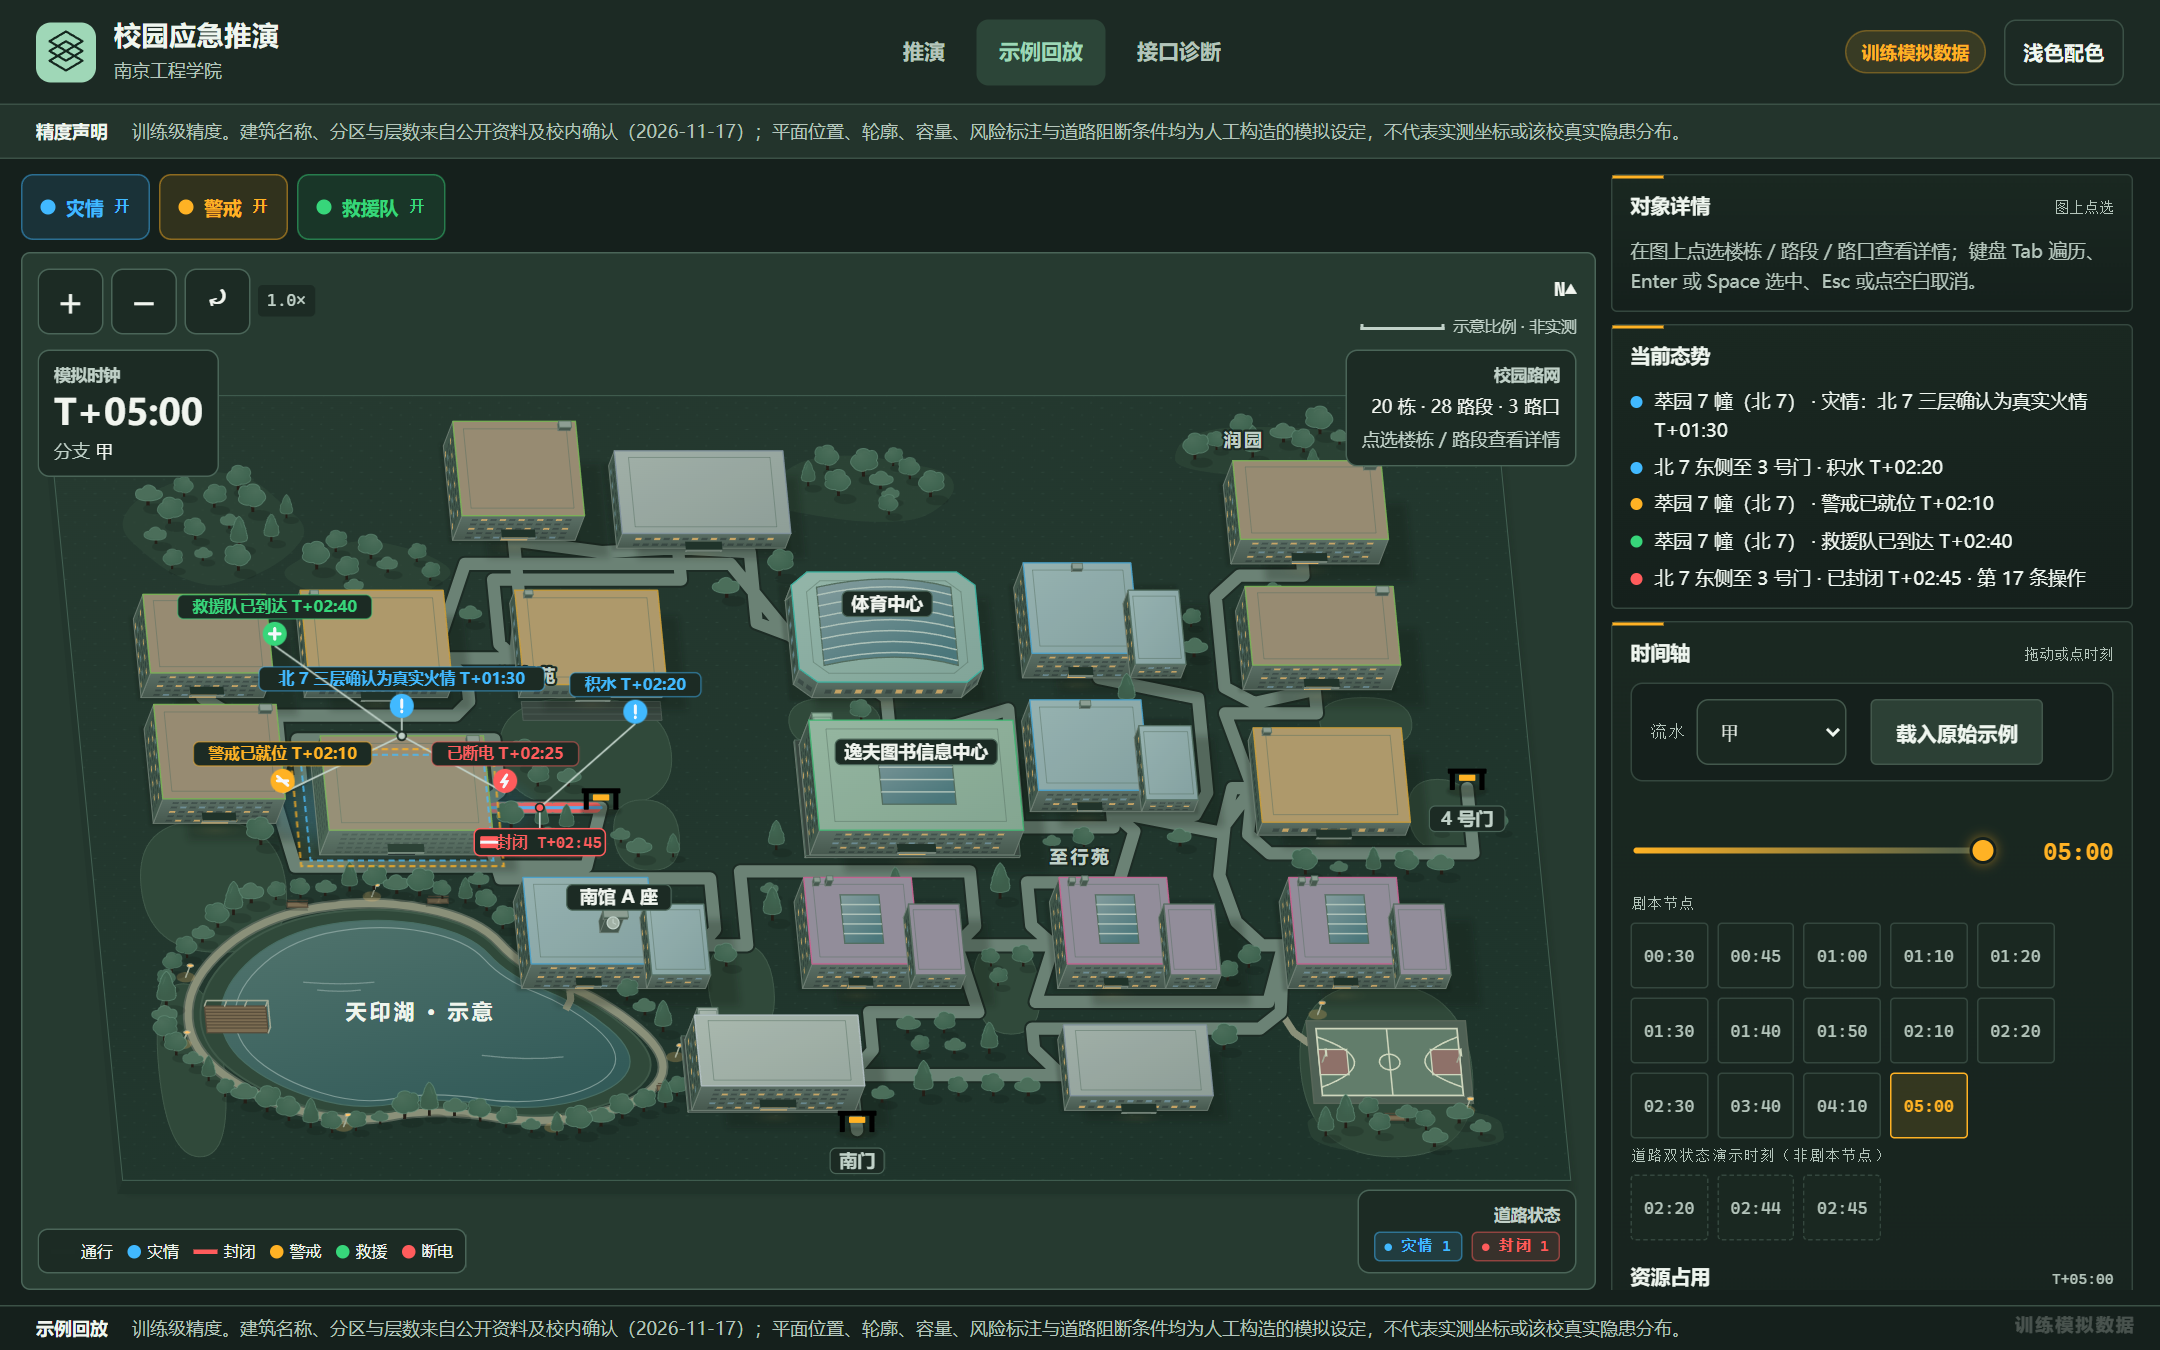 校园应急推演
南京工程学院
推演
示例回放
接口诊断
训练模拟数据
浅色配色
精度声明 训练级精度。建筑名称、分区与层数来自公开资料及校内确认（2026-11-17）；平面位置、轮廓、容量、风险标注与道路阻断条件均为人工构造的模拟设定，不代表实测坐标或该校真实隐患分布。
灾情 开
警戒 开
救援队 开
+
−
1.0×
N
示意比例 · 非实测
模拟时钟
T+05:00
分支 甲
校园路网
20 栋 · 28 路段 · 3 路口
点选楼栋 / 路段查看详情
润园
体育中心
救援队已到达 T+02:40
北 7 三层确认为真实火情 T+01:30
苑
积水 T+02:20
警戒已就位 T+02:10
已断电 T+02:25
封闭 T+02:45
逸夫图书信息中心
4 号门
至行苑
南馆 A 座
天印湖 · 示意
南门
通行 灾情 封闭 警戒 救援 断电
道路状态
灾情 1
封闭 1
对象详情
图上点选
在图上点选楼栋 / 路段 / 路口查看详情；键盘 Tab 遍历、
Enter 或 Space 选中、Esc 或点空白取消。
当前态势
萃园 7 幢（北 7） · 灾情：北 7 三层确认为真实火情
T+01:30
北 7 东侧至 3 号门 · 积水 T+02:20
萃园 7 幢（北 7） · 警戒已就位 T+02:10
萃园 7 幢（北 7） · 救援队已到达 T+02:40
北 7 东侧至 3 号门 · 已封闭 T+02:45 · 第 17 条操作
时间轴
拖动或点时刻
流水
甲
载入原始示例
05:00
剧本节点
00:30 00:45 01:00 01:10 01:20
01:30 01:40 01:50 02:10 02:20
02:30 03:40 04:10 05:00
道路双状态演示时刻（非剧本节点）
02:20 02:44 02:45
资源占用
T+05:00
示例回放 训练级精度。建筑名称、分区与层数来自公开资料及校内确认（2026-11-17）；平面位置、轮廓、容量、风险标注与道路阻断条件均为人工构造的模拟设定，不代表实测坐标或该校真实隐患分布。
训练模拟数据